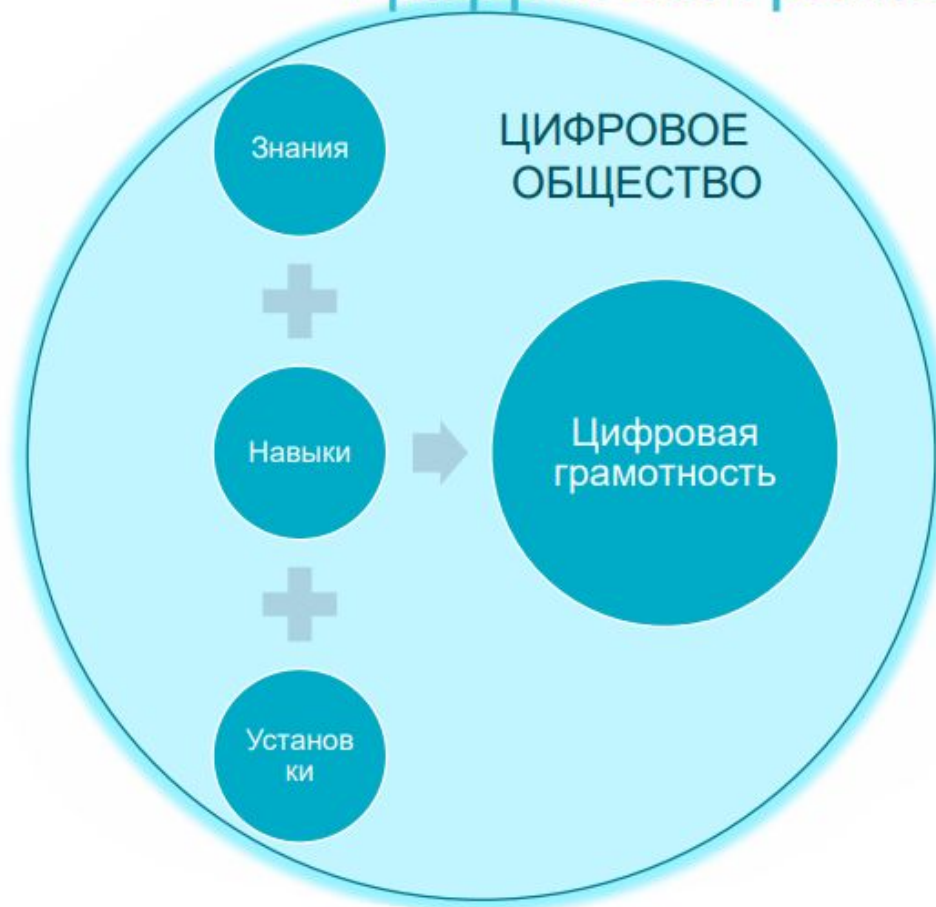 Знания
ЦИФРОВОЕ
ОБЩЕСТВО
Навыки
Цифровая
грамотность
Установ
ки